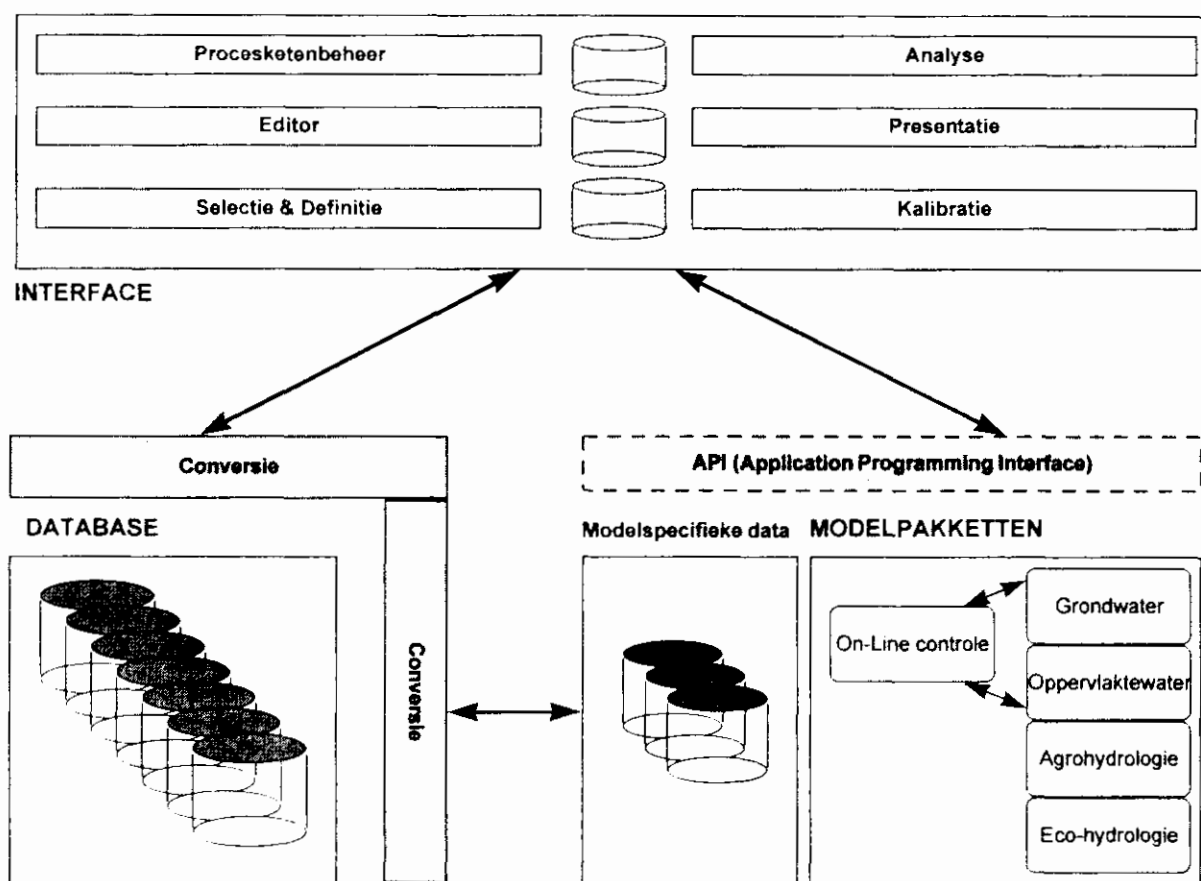 Procesketenbeheer
Analyse
Editor
Presentatie
Selectie & Definitie
Kalibratie
INTERFACE
Conversie
API (Application Programming Interface)
DATABASE
Conversie
Modelspecifieke data
MODELPAKKETTEN
On-Line controle
Grondwater
Oppervlaktewater
Agrohydrologie
Eco-hydrologie